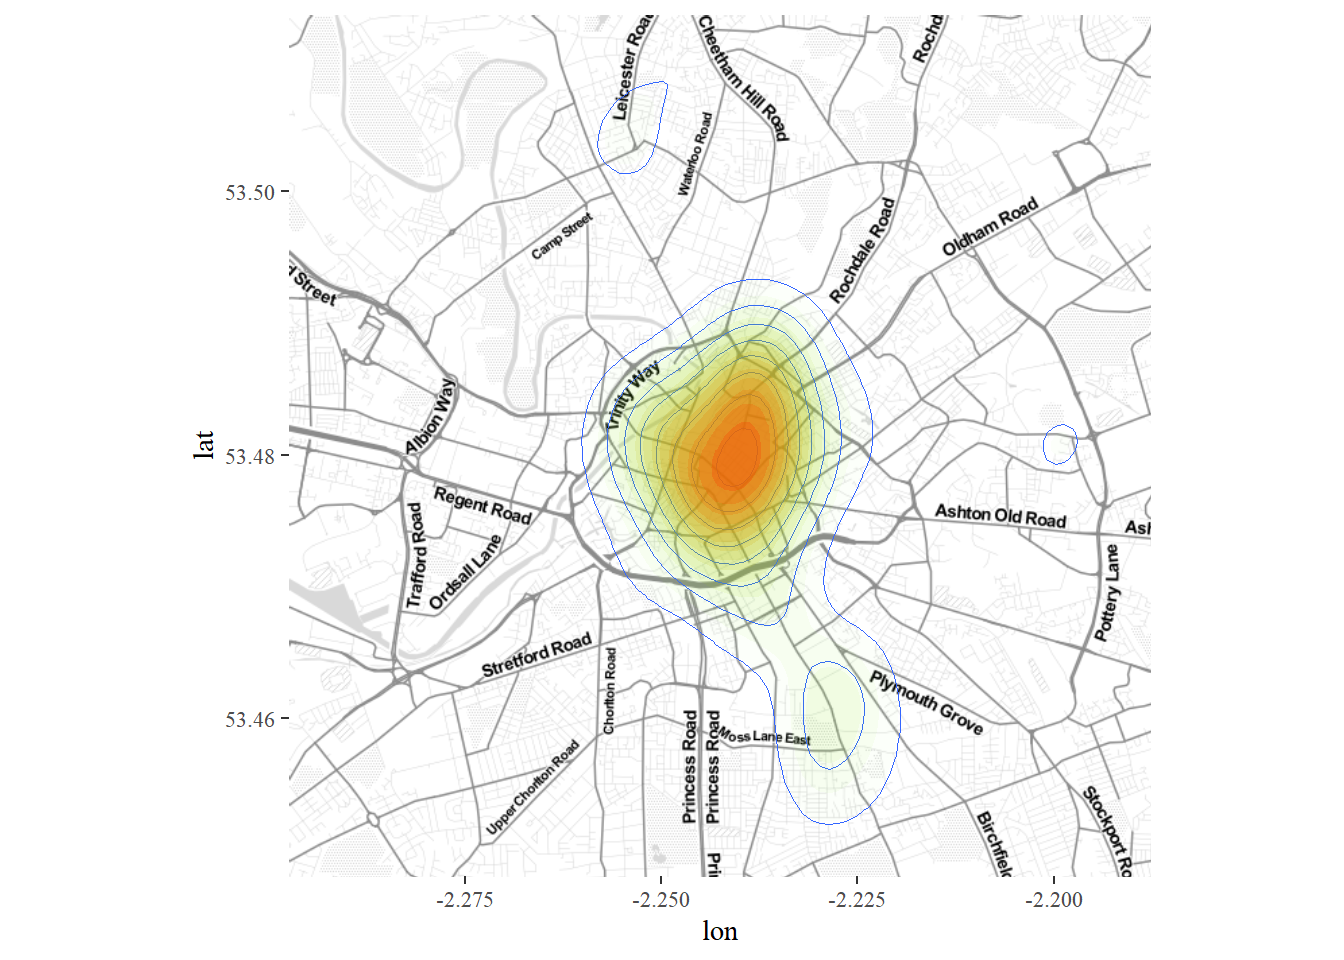 Leicester Road
Cheetham Hill Road
Rochd
Waterloo Road
53.50
Camp Street
Rochdale Road
Oldham Road
d Street
Trinity Way
Albion Way
lat
53.48
Regent Road
Ashton Old Road
Ash
Trafford Road
Ordsall Lane
Pottery Lane
Stretford Road
Chorlton Road
Plymouth Grove
53.46
Princess Road
Princess Road
Moss Lane East
Upper Chorlton Road
Stockport Ro
Birchfiel
Pri
-2.275
-2.250
-2.225
-2.200
lon